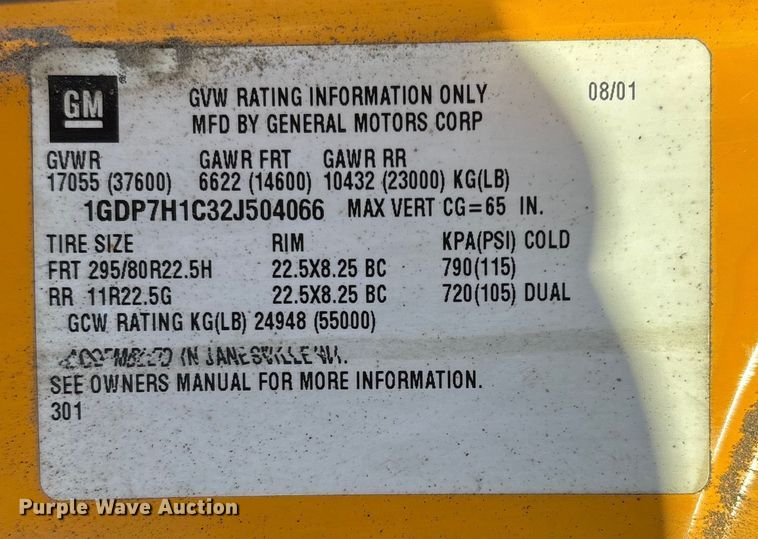 GM
GVW RATING INFORMATION ONLY 08/01
MFD BY GENERAL MOTORS CORP
GVWR GAWR FRT GAWR RR
17055 (37600) 6622 (14600) 10432 (23000) KG(LB)
1GDP7H1C32J504066 MAX VERT CG=65 IN.
TIRE SIZE RIM KPA(PSI) COLD
FRT 295/80R22.5H 22.5X8.25 BC 790(115)
RR 11R22.5G 22.5X8.25 BC 720(105) DUAL
GCW RATING KG(LB) 24948 (55000)
IN
SEE OWNERS MANUAL FOR MORE INFORMATION.
301
Purple Wave Auction